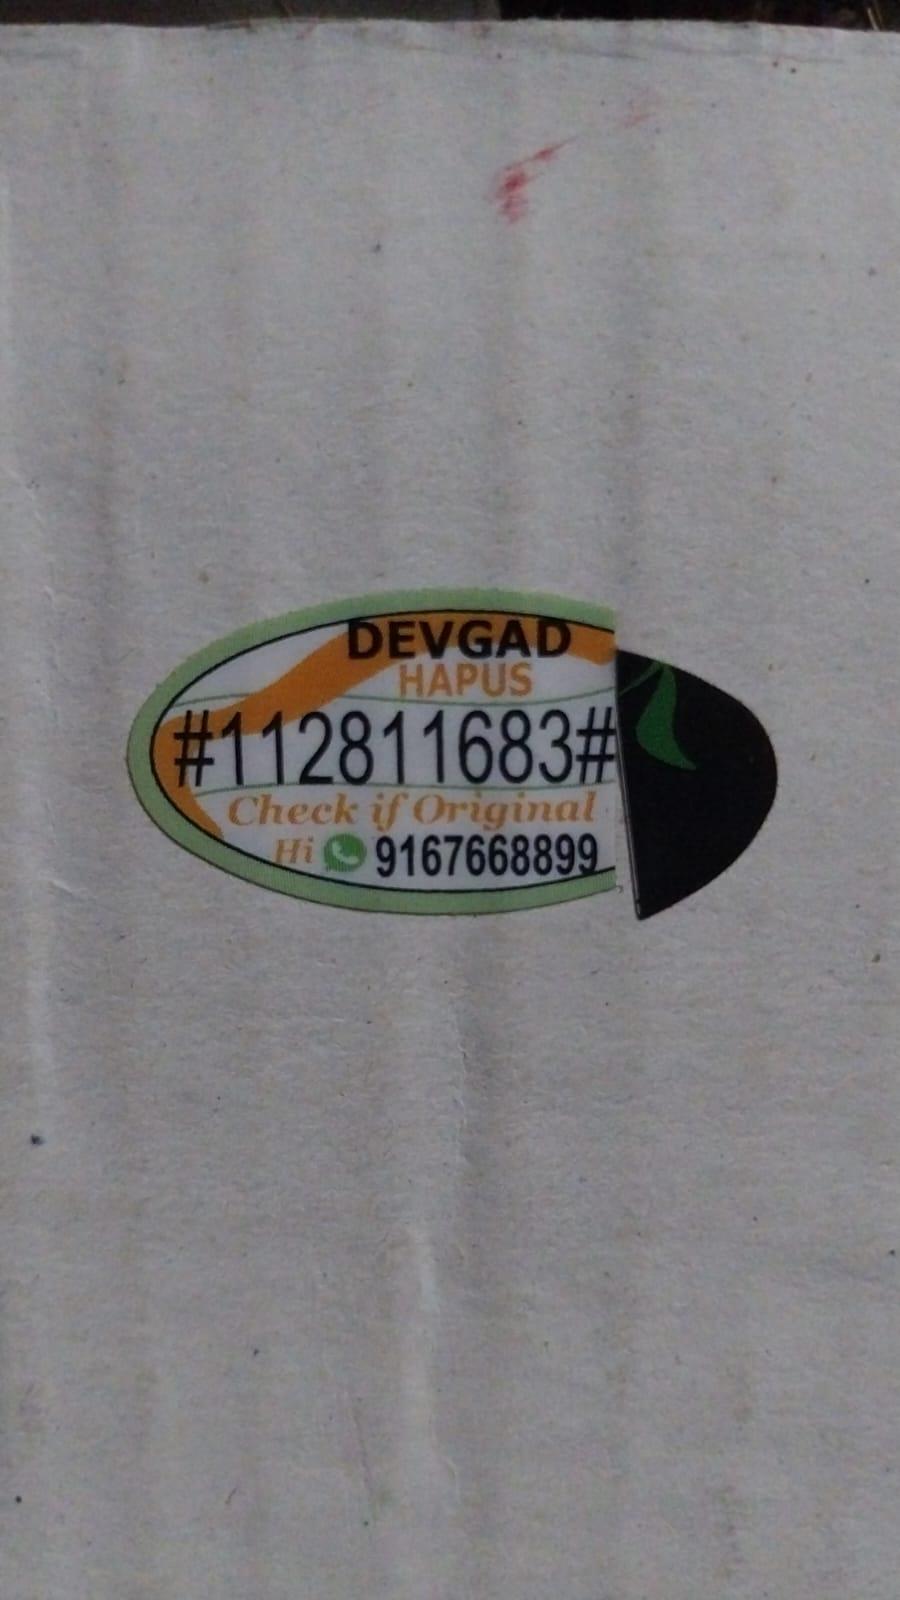 DEVGAD
HAPUS
#112811683#
Check if Original
Hi 9167668899